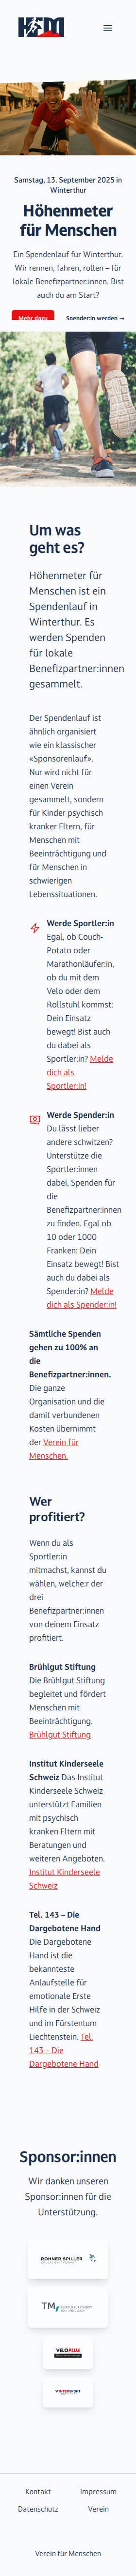 HFM
Samstag, 13. September 2025 in
Winterthur
Höhenmeter
für Menschen
Ein Spendenlauf für Winterthur.
Wir rennen, fahren, rollen – für
lokale Benefizpartner:innen. Bist
auch du am Start?
Mehr dazu
Spender:in werden →
Um was
geht es?
Höhenmeter für
Menschen ist ein
Spendenlauf in
Winterthur. Es
werden Spenden
für lokale
Benefizpartner:innen
gesammelt.
Der Spendenlauf ist
ähnlich organisiert
wie ein klassischer
«Sponsorenlauf».
Nur wird nicht für
einen Verein
gesammelt, sondern
für Kinder psychisch
kranker Eltern, für
Menschen mit
Beeinträchtigung und
für Menschen in
schwierigen
Lebenssituationen.
Werde Sportler:in
Egal, ob Couch-
Potato oder
Marathonläufer:in,
ob du mit dem
Velo oder dem
Rollstuhl kommst:
Dein Einsatz
bewegt! Bist auch
du dabei als
Sportler:in? Melde
dich als
Sportler:in!
Werde Spender:in
Du lässt lieber
andere schwitzen?
Unterstütze die
Sportler:innen
dabei, Spenden für
die
Benefizpartner:innen
zu finden. Egal ob
10 oder 1000
Franken: Dein
Einsatz bewegt! Bist
auch du dabei als
Spender:in? Melde
dich als Spender:in!
Sämtliche Spenden
gehen zu 100% an
die
Benefizpartner:innen.
Die ganze
Organisation und die
damit verbundenen
Kosten übernimmt
der Verein für
Menschen.
Wer
profitiert?
Wenn du als
Sportler:in
mitmachst, kannst du
wählen, welche:r der
drei
Benefizpartner:innen
von deinem Einsatz
profitiert.
Brühlgut Stiftung
Die Brühlgut Stiftung
begleitet und fördert
Menschen mit
Beeinträchtigung.
Brühlgut Stiftung
Institut Kinderseele
Schweiz Das Institut
Kinderseele Schweiz
unterstützt Familien
mit psychisch
kranken Eltern mit
Beratungen und
weiteren Angeboten.
Institut Kinderseele
Schweiz
Tel. 143 – Die
Dargebotene Hand
Die Dargebotene
Hand ist die
bekannteste
Anlaufstelle für
emotionale Erste
Hilfe in der Schweiz
und im Fürstentum
Liechtenstein. Tel.
143 – Die
Dargebotene Hand
Sponsor:innen
Wir danken unseren
Sponsor:innen für die
Unterstützung.
ROHNER SPILLER
TM
VELOPLUS
WINTERSPORT
Kontakt
Impressum
Datenschutz
Verein
Verein für Menschen